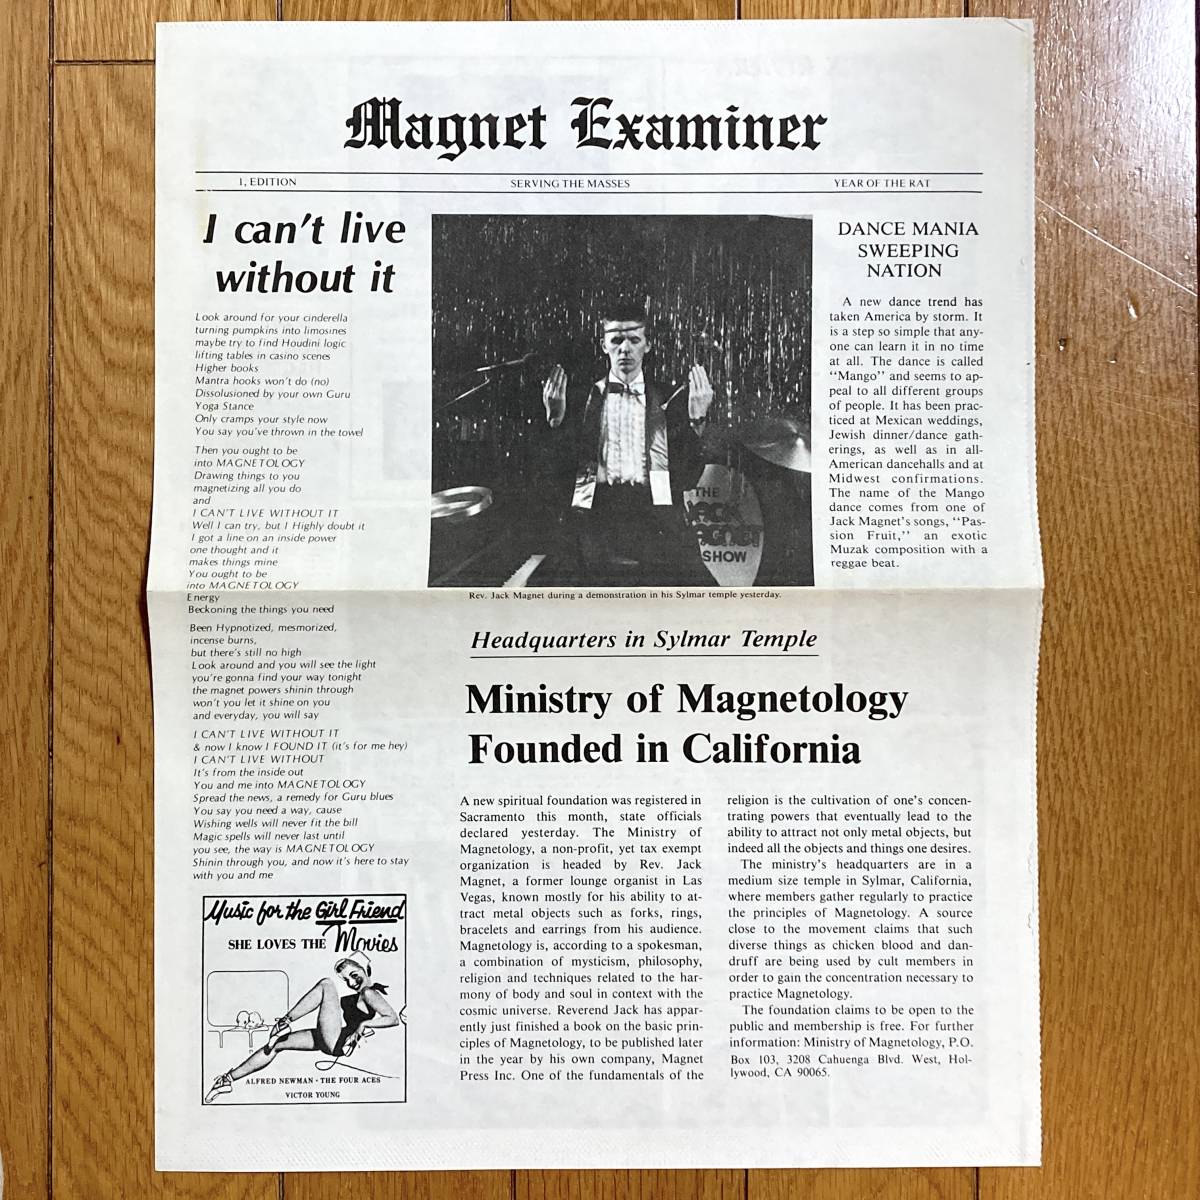 Magnet Examiner
1, EDITION
SERVING THE MASSES
YEAR OF THE RAT
I can't live
without it
Look around for your cinderella
turning pumpkins into limosines
maybe try to find Houdini logic
lifting tables in casino scenes
Higher books
Mantra hooks won't do (no)
Dissolusioned by your own Guru
Yoga Stance
Only cramps your style now
You say you've thrown in the towel
Then you ought to be
into MAGNETOLOGY
Drawing things to you
magnetizing all you do
and
I CAN'T LIVE WITHOUT IT
Well I can try, but I Highly doubt it
I got a line on an inside power
one thought and it
makes things mine
You ought to be
into MAGNETOLOGY
Energy
Beckoning the things you need
Been Hypnotized, mesmorized,
incense burns,
but there's still no high
Look around and you will see the light
you're gonna find your way tonight
the magnet powers shinin through
won't you let it shine on you
and everyday, you will say
I CAN'T LIVE WITHOUT IT
& now I know I FOUND IT (it's for me hey)
I CAN'T LIVE WITHOUT
It's from the inside out
You and me into MAGNETOLOGY
Spread the news, a remedy for Guru blues
You say you need a way, cause
Wishing wells will never fit the bill
Magic spells will never last until
you see, the way is MAGNETOLOGY
Shinin through you, and now it's here to stay
with you and me
Music for the Girl Friend
SHE LOVES THE Movies
ALFRED NEWMAN · THE FOUR ACES
VICTOR YOUNG
THE
JACK
MAGNET
SHOW
Rev. Jack Magnet during a demonstration in his Sylmar temple yesterday.
DANCE MANIA
SWEEPING
NATION
A new dance trend has
taken America by storm. It
is a step so simple that any-
one can learn it in no time
at all. The dance is called
"Mango" and seems to ap-
peal to all different groups
of people. It has been prac-
ticed at Mexican weddings,
Jewish dinner/dance gath-
erings, as well as in all-
American dancehalls and at
Midwest confirmations.
The name of the Mango
dance comes from one of
Jack Magnet's songs, "Pas-
sion Fruit," an exotic
Muzak composition with a
reggae beat.
Headquarters in Sylmar Temple
Ministry of Magnetology
Founded in California
A new spiritual foundation was registered in
Sacramento this month, state officials
declared yesterday. The Ministry of
Magnetology, a non-profit, yet tax exempt
organization is headed by Rev. Jack
Magnet, a former lounge organist in Las
Vegas, known mostly for his ability to at-
tract metal objects such as forks, rings,
bracelets and earrings from his audience.
Magnetology is, according to a spokesman,
a combination of mysticism, philosophy,
religion and techniques related to the har-
mony of body and soul in context with the
cosmic universe. Reverend Jack has appar-
ently just finished a book on the basic prin-
ciples of Magnetology, to be published later
in the year by his own company, Magnet
Press Inc. One of the fundamentals of the
religion is the cultivation of one's concen-
trating powers that eventually lead to the
ability to attract not only metal objects, but
indeed all the objects and things one desires.
The ministry's headquarters are in a
medium size temple in Sylmar, California,
where members gather regularly to practice
the principles of Magnetology. A source
close to the movement claims that such
diverse things as chicken blood and dan-
druff are being used by cult members in
order to gain the concentration necessary to
practice Magnetology.
The foundation claims to be open to the
public and membership is free. For further
information: Ministry of Magnetology, P.O.
Box 103, 3208 Cahuenga Blvd. West, Hol-
lywood, CA 90065.